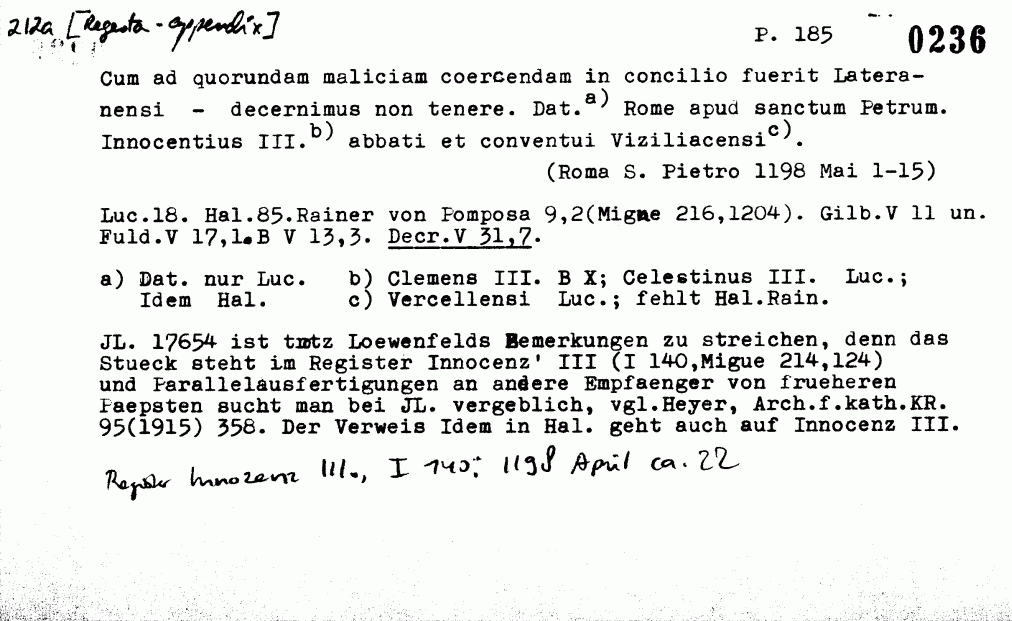 212a [Regesta-appendix]
P. 185 0236
Cum ad quorundam maliciam coercendam in concilio fuerit Latera-
nensi - decernimus non tenere. Dat.a) Rome apud sanctum Petrum.
Innocentius III.b) abbati et conventui Viziliacensic).
(Roma S. Pietro 1198 Mai 1-15)
Luc.18. Hal.85.Rainer von Pomposa 9,2(Migne 216,1204). Gilb.V 11 un.
Fuld.V 17,1.B V 13,3. Decr.V 31,7.
a) Dat. nur Luc. b) Clemens III. B X; Celestinus III. Luc.;
Idem Hal. c) Vercellensi Luc.; fehlt Hal.Rain.
JL. 17654 ist trotz Loewenfelds Bemerkungen zu streichen, denn das
Stueck steht im Register Innocenz' III (I 140,Migue 214,124)
und Parallelausfertigungen an andere Empfaenger von frueheren
Paepsten sucht man bei JL. vergeblich, vgl.Heyer, Arch.f.kath.KR.
95(1915) 358. Der Verweis Idem in Hal. geht auch auf Innocenz III.
Register Innozenz III., I 140: 1198 April ca. 22